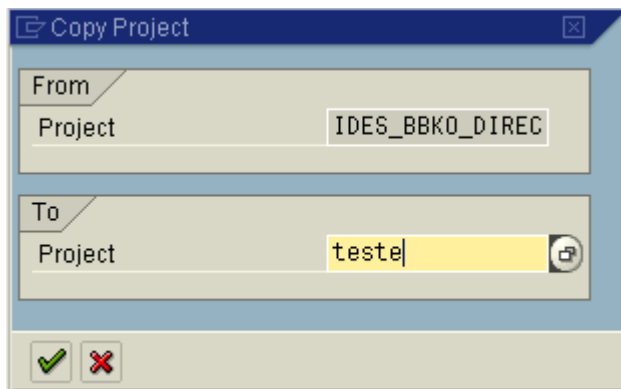 Copy Project
From
Project IDES_BBKO_DIREC
To
Project teste